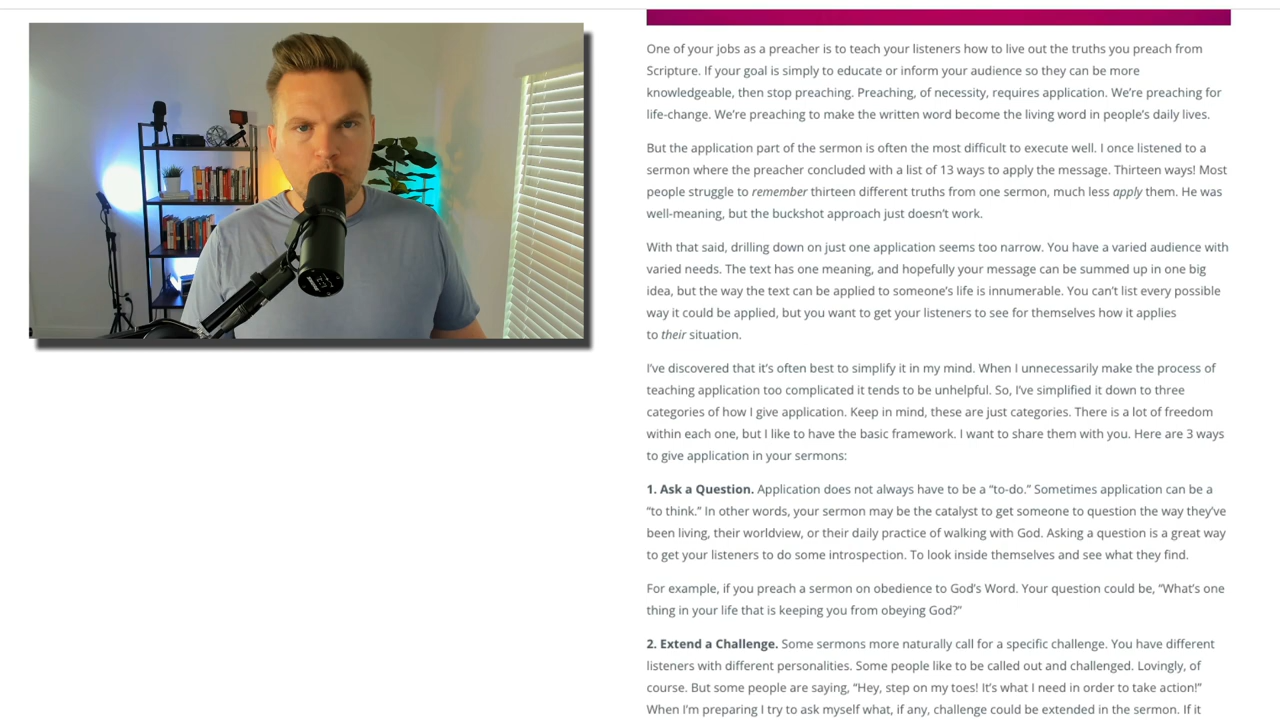 One of your jobs as a preacher is to teach your listeners how to live out the truths you preach from
Scripture. If your goal is simply to educate or inform your audience so they can be more
knowledgeable, then stop preaching. Preaching, of necessity, requires application. We’re preaching for
life-change. We’re preaching to make the written word become the living word in people’s daily lives.
But the application part of the sermon is often the most difficult to execute well. I once listened to a
sermon where the preacher concluded with a list of 13 ways to apply the message. Thirteen ways! Most
people struggle to remember thirteen different truths from one sermon, much less apply them. He was
well-meaning, but the buckshot approach just doesn’t work.
With that said, drilling down on just one application seems too narrow. You have a varied audience with
varied needs. The text has one meaning, and hopefully your message can be summed up in one big
idea, but the way the text can be applied to someone’s life is innumerable. You can’t list every possible
way it could be applied, but you want to get your listeners to see for themselves how it applies
to their situation.
I’ve discovered that it’s often best to simplify it in my mind. When I unnecessarily make the process of
teaching application too complicated it tends to be unhelpful. So, I’ve simplified it down to three
categories of how I give application. Keep in mind, these are just categories. There is a lot of freedom
within each one, but I like to have the basic framework. I want to share them with you. Here are 3 ways
to give application in your sermons:
1. Ask a Question. Application does not always have to be a “to-do.” Sometimes application can be a
“to think.” In other words, your sermon may be the catalyst to get someone to question the way they’ve
been living, their worldview, or their daily practice of walking with God. Asking a question is a great way
to get your listeners to do some introspection. To look inside themselves and see what they find.
For example, if you preach a sermon on obedience to God’s Word. Your question could be, “What’s one
thing in your life that is keeping you from obeying God?”
2. Extend a Challenge. Some sermons more naturally call for a specific challenge. You have different
listeners with different personalities. Some people like to be called out and challenged. Lovingly, of
course. But some people are saying, “Hey, step on my toes! It’s what I need in order to take action!”
When I’m preparing I try to ask myself what, if any, challenge could be extended in the sermon. If it